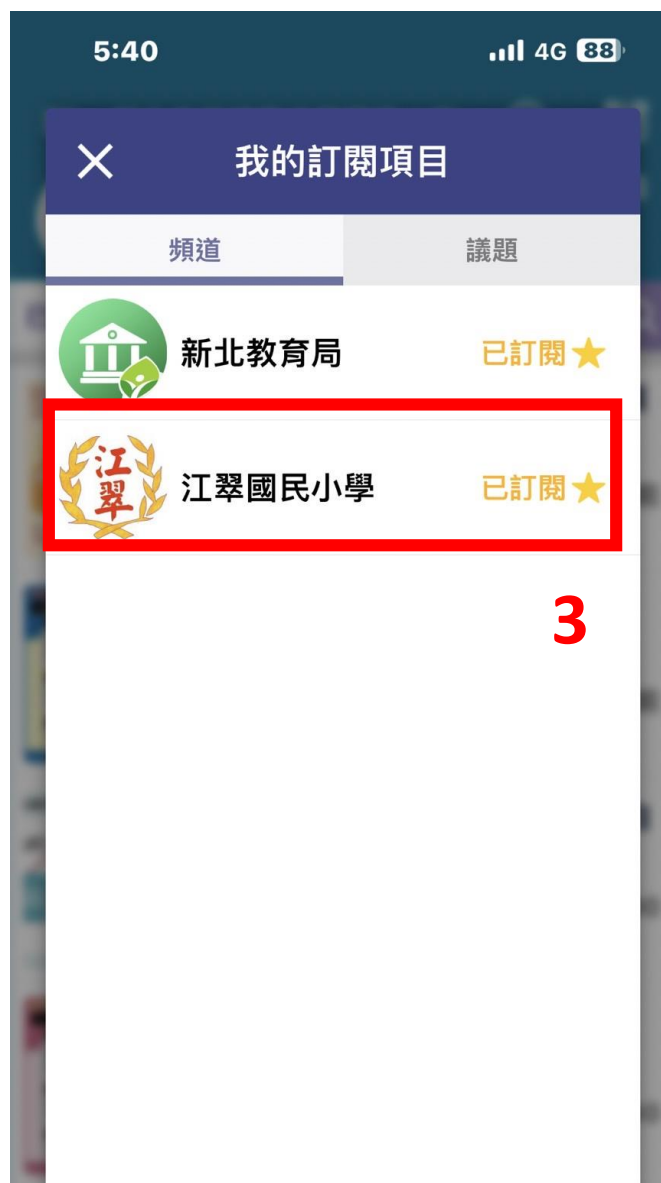 5:40 4G 88
我的訂閱項目
頻道 議題
新北教育局 已訂閱
江翠
江翠國民小學 已訂閱
3